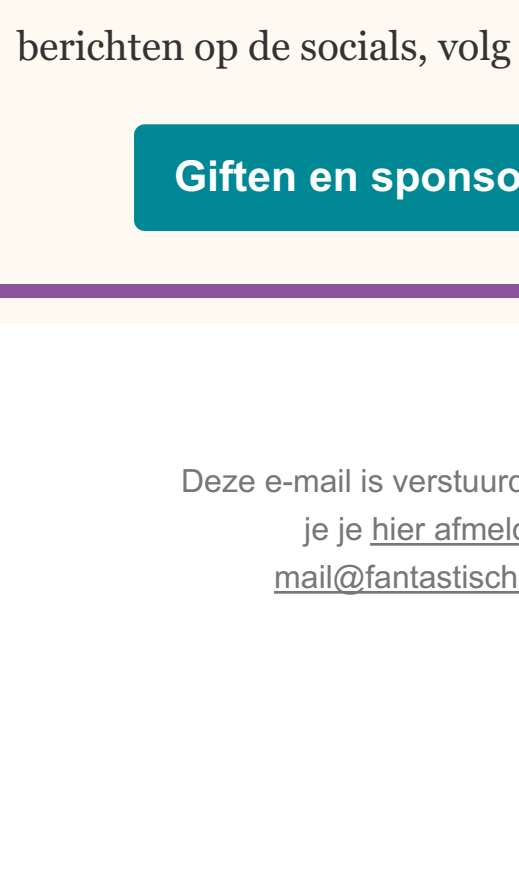 berichten op de socials, volg
Giften en sponso
Deze e-mail is verstuurd
je je hier afmeld
mail@fantastisch